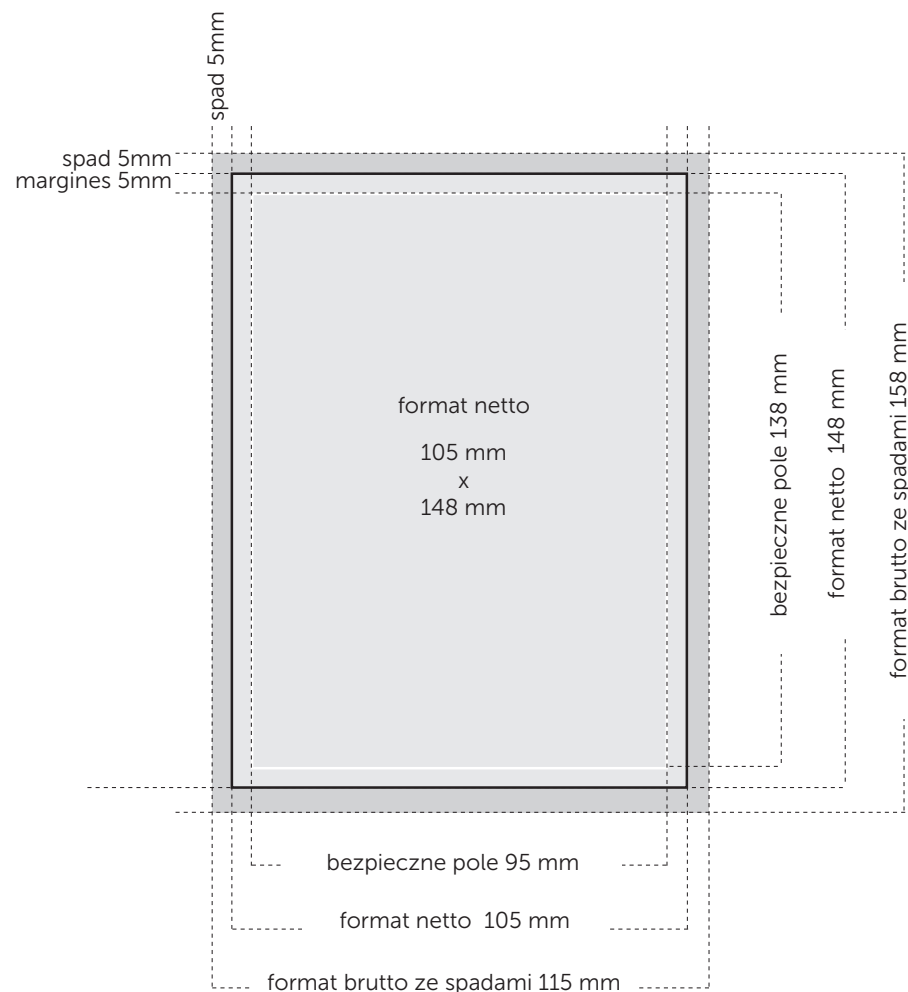 spad 5mm
spad 5mm
margines 5mm
format netto
105 mm
x
148 mm
bezpieczne pole 138 mm
format netto 148 mm
format brutto ze spadami 158 mm
bezpieczne pole 95 mm
format netto 105 mm
format brutto ze spadami 115 mm